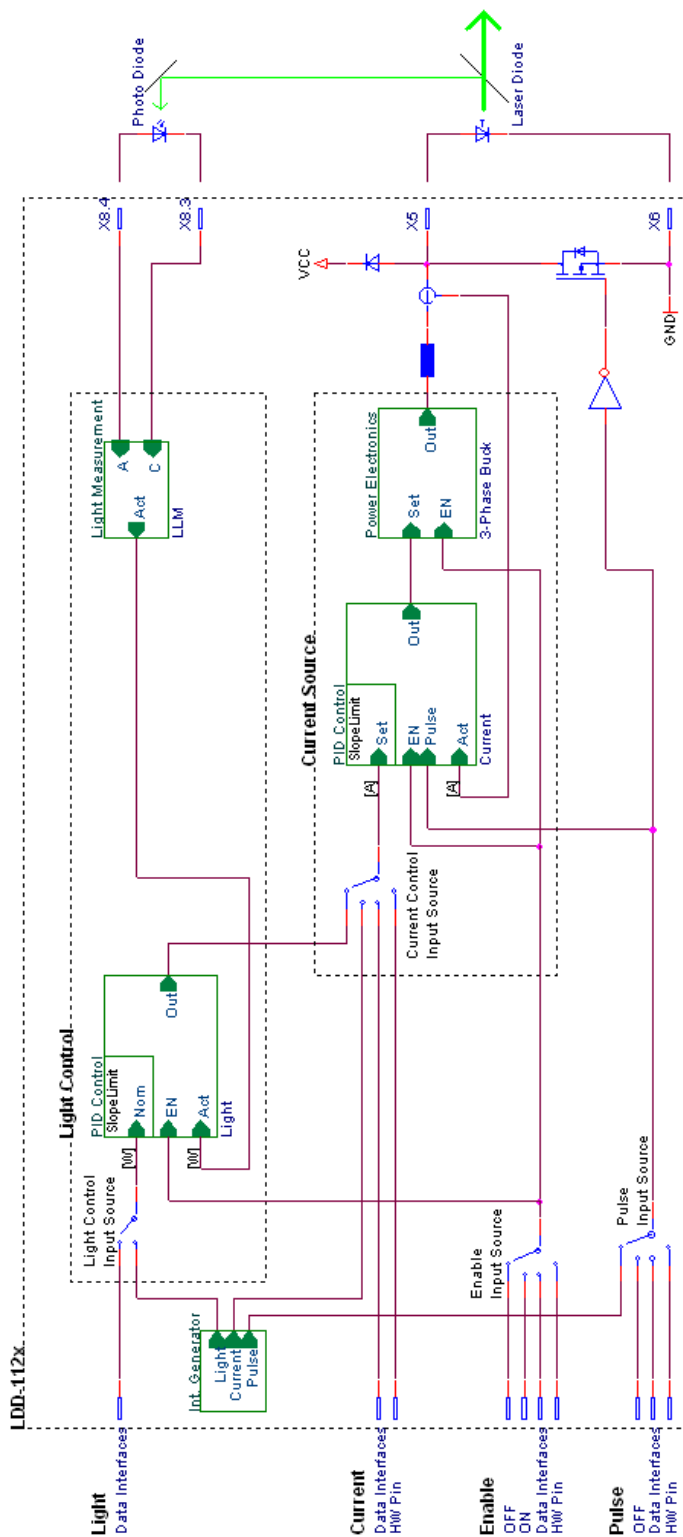 LDD-112x
Light
Data Interfaces
Light Control
Light Control
Input Source
[W]
PID Control
SlopeLimit
Nom
EN
Act
Out
Light
[W]
Light Measurement
Act
A
C
LLM
X8.4
X8.3
Photo Diode
Int. Generator
Light
Current
Pulse
Current Source
Current
Data Interfaces
HW Pin
Current Control
Input Source
[A]
PID Control
SlopeLimit
Set
EN
Pulse
Act
Out
Current
[A]
Power Electronics
Set
EN
Out
3-Phase Buck
VCC
X5
Laser Diode
Enable
OFF
ON
Data Interfaces
HW Pin
Enable
Input Source
Pulse
OFF
Data Interfaces
HW Pin
Pulse
Input Source
GND
X6